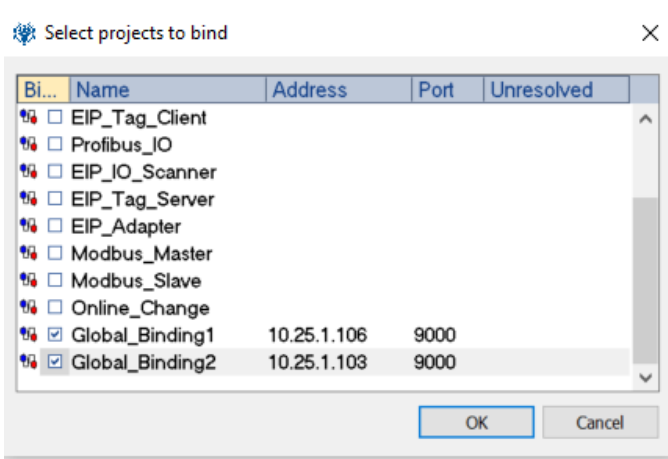 Select projects to bind
Bi... Name Address Port Unresolved
EIP_Tag_Client
Profibus_IO
EIP_IO_Scanner
EIP_Tag_Server
EIP_Adapter
Modbus_Master
Modbus_Slave
Online_Change
Global_Binding1 10.25.1.106 9000
Global_Binding2 10.25.1.103 9000
OK Cancel